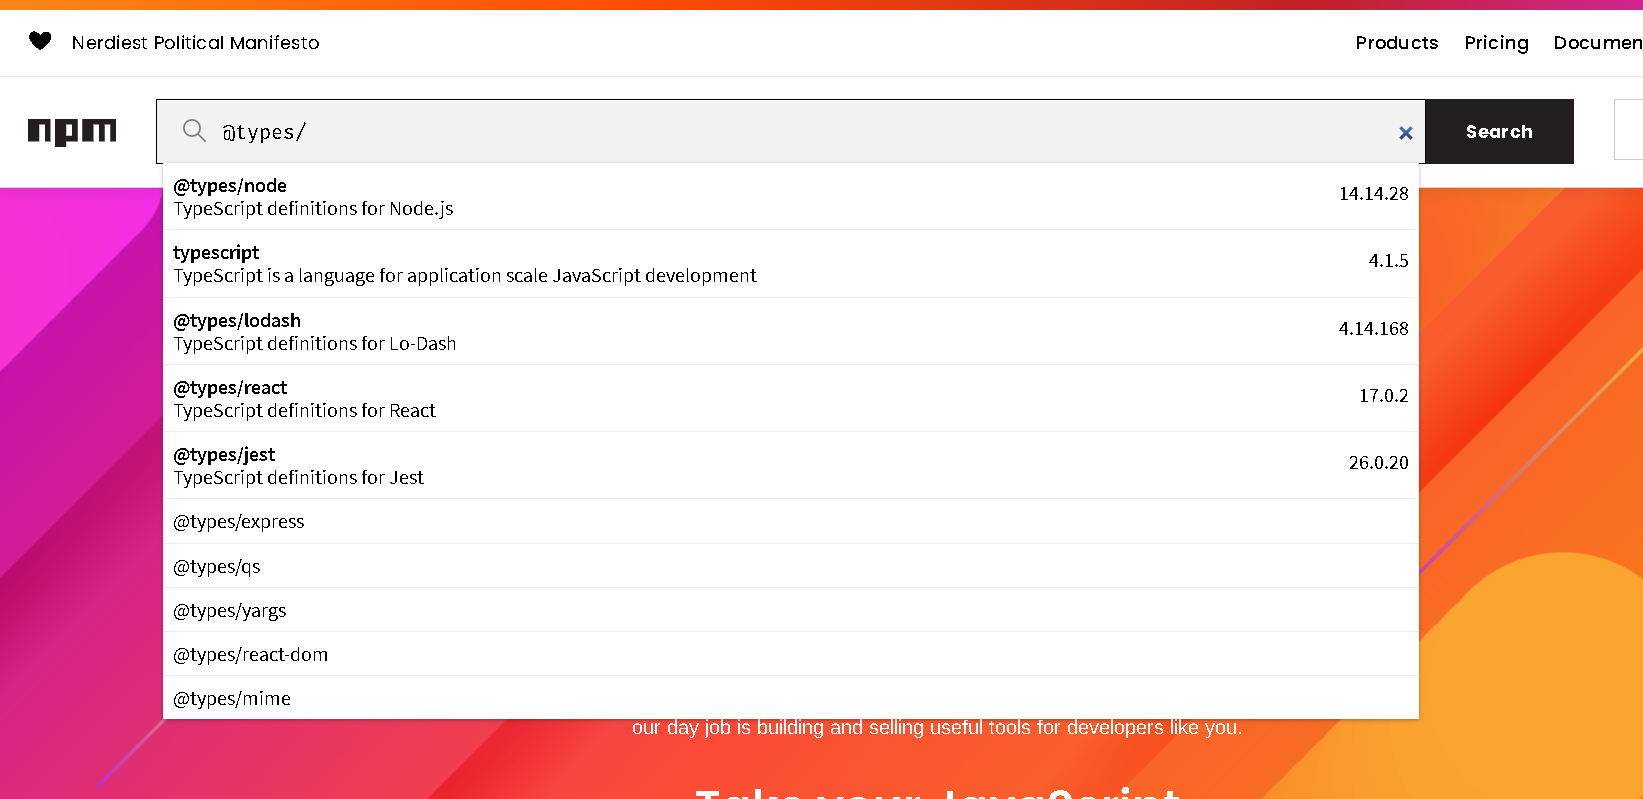 Nerdiest Political Manifesto
Products Pricing Documen
npm
@types/
Search
@types/node
TypeScript definitions for Node.js
14.14.28
typescript
TypeScript is a language for application scale JavaScript development
4.1.5
@types/lodash
TypeScript definitions for Lo-Dash
4.14.168
@types/react
TypeScript definitions for React
17.0.2
@types/jest
TypeScript definitions for Jest
26.0.20
@types/express
@types/qs
@types/yargs
@types/react-dom
@types/mime
our day job is building and selling useful tools for developers like you.
Take your JavaScript